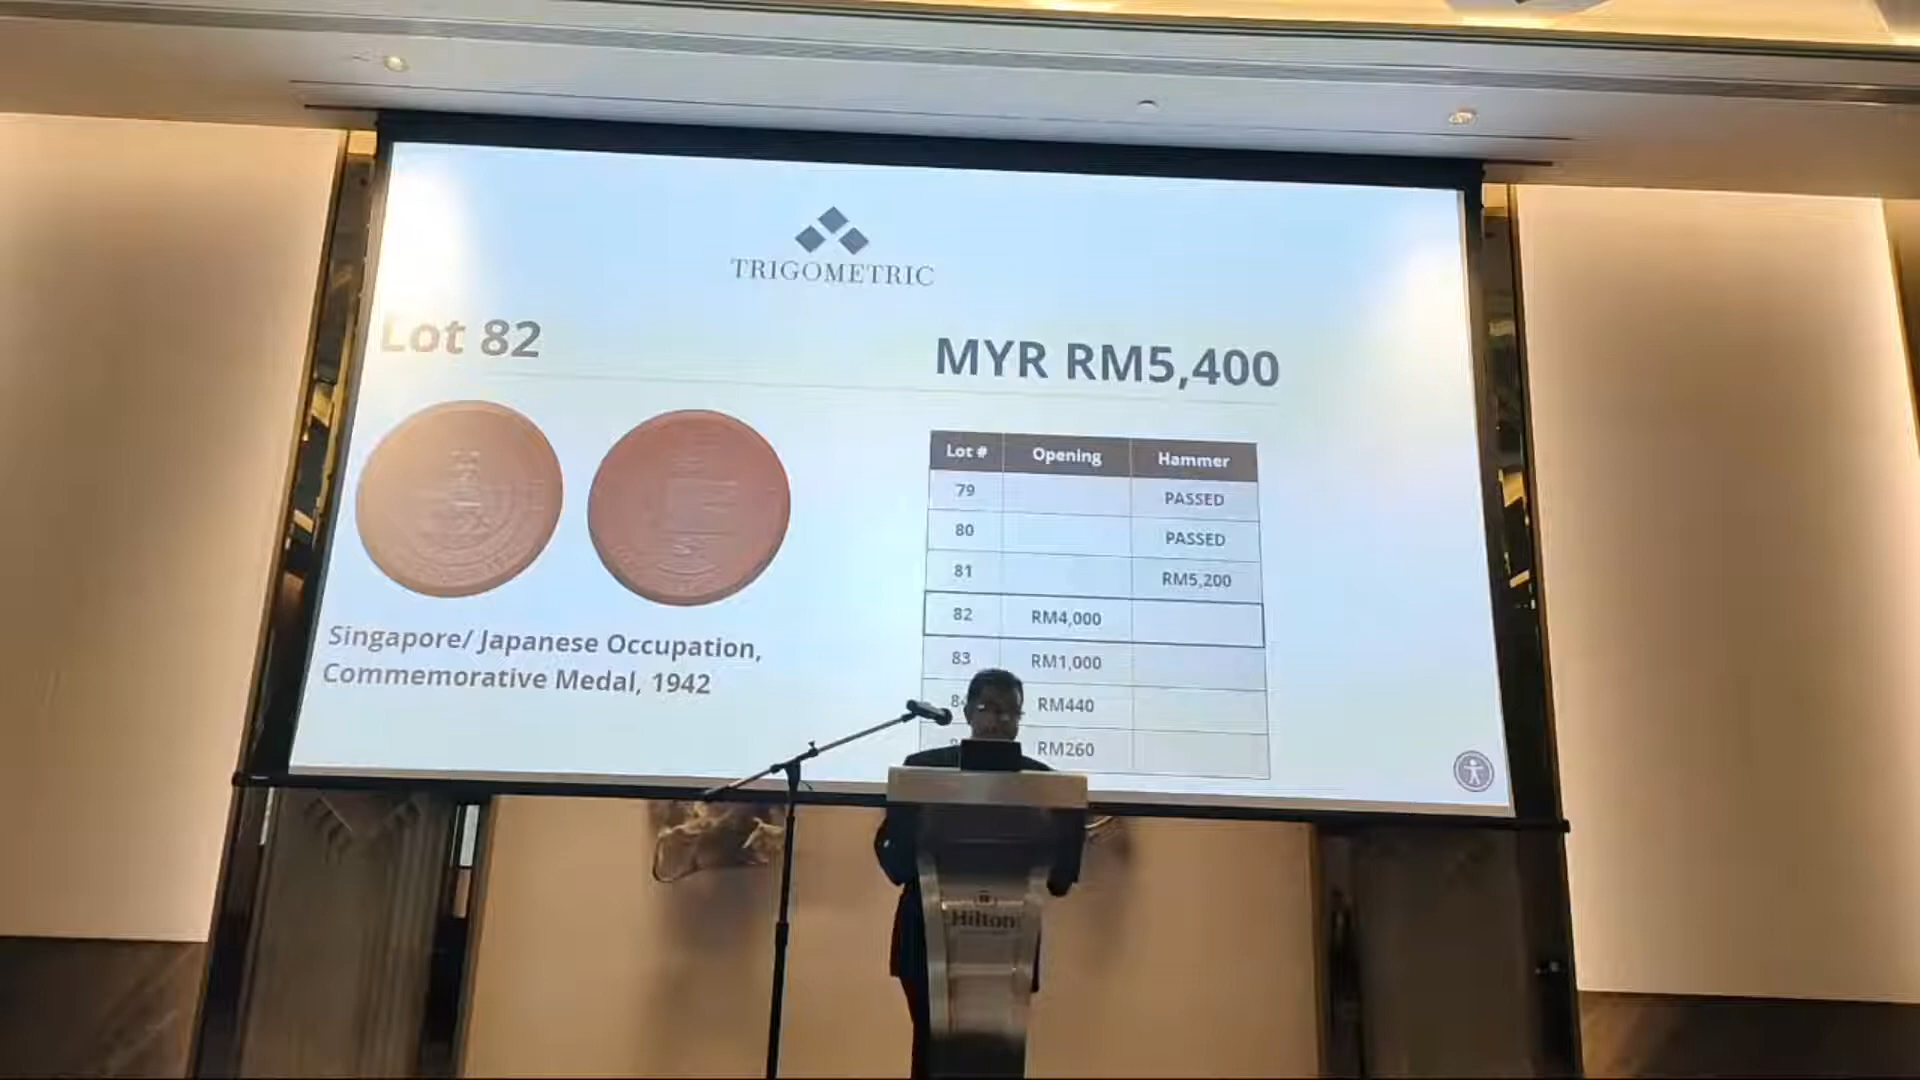 TRIGOMETRIC
Lot 82
MYR RM5,400
Singapore/ Japanese Occupation,
Commemorative Medal, 1942
Lot # Opening Hammer
79 PASSED
80 PASSED
81 RM5,200
82 RM4,000
83 RM1,000
RM440
RM260
Hilton